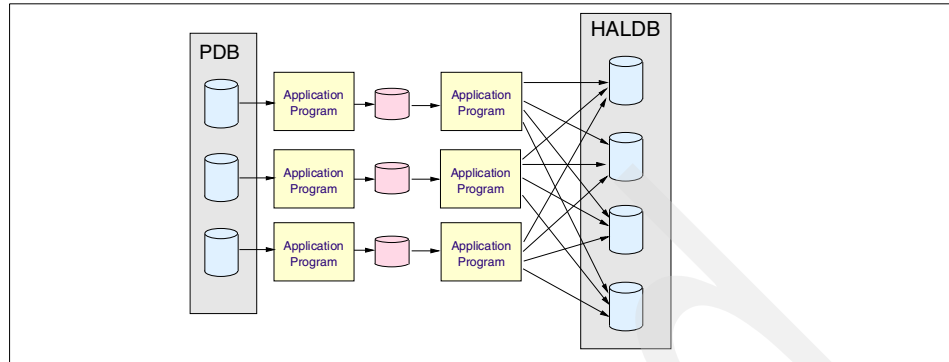 PDB
HALDB
Application
Program
Application
Program
Application
Program
Application
Program
Application
Program
Application
Program